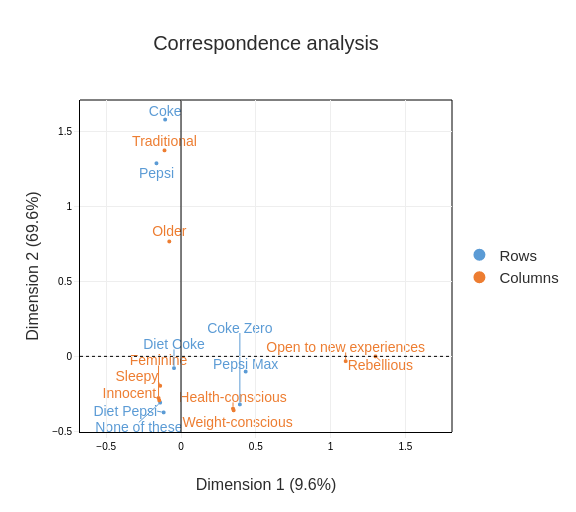 Correspondence analysis
Coke
1.5
Traditional
Pepsi
1
Older
Dimension 2 (69.6%)
Rows
Columns
0.5
Coke Zero
Diet Coke
Open to new experiences
0
Feminine
Pepsi Max
Rebellious
Sleepy
Innocent
Health-conscious
Diet Pepsi
Weight-conscious
None of these
−0.5
−0.5
0
0.5
1
1.5
Dimension 1 (9.6%)